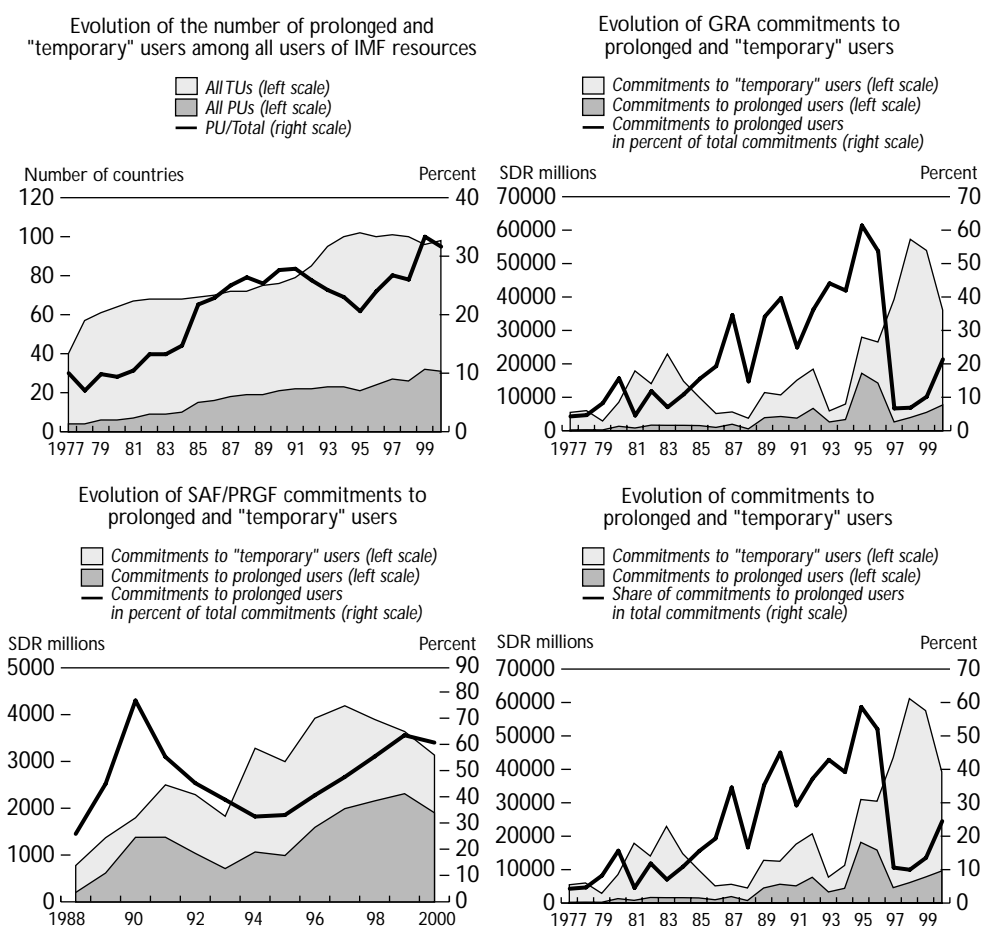 Evolution of the number of prolonged and
"temporary" users among all users of IMF resources
All TUs (left scale)
All PUs (left scale)
PU/Total (right scale)
Number of countries
Percent
120
100
80
60
40
20
0
40
30
20
10
0
1977 79 81 83 85 87 89 91 93 95 97 99
Evolution of GRA commitments to
prolonged and "temporary" users
Commitments to "temporary" users (left scale)
Commitments to prolonged users (left scale)
Commitments to prolonged users
in percent of total commitments (right scale)
SDR millions
Percent
70000
60000
50000
40000
30000
20000
10000
0
70
60
50
40
30
20
10
0
1977 79 81 83 85 87 89 91 93 95 97 99
Evolution of SAF/PRGF commitments to
prolonged and "temporary" users
Commitments to "temporary" users (left scale)
Commitments to prolonged users (left scale)
Commitments to prolonged users
in percent of total commitments (right scale)
SDR millions
Percent
5000
4000
3000
2000
1000
0
90
80
70
60
50
40
30
20
10
0
1988 90 92 94 96 98 2000
Evolution of commitments to
prolonged and "temporary" users
Commitments to "temporary" users (left scale)
Commitments to prolonged users (left scale)
Share of commitments to prolonged users
in total commitments (right scale)
SDR millions
Percent
70000
60000
50000
40000
30000
20000
10000
0
70
60
50
40
30
20
10
0
1977 79 81 83 85 87 89 91 93 95 97 99